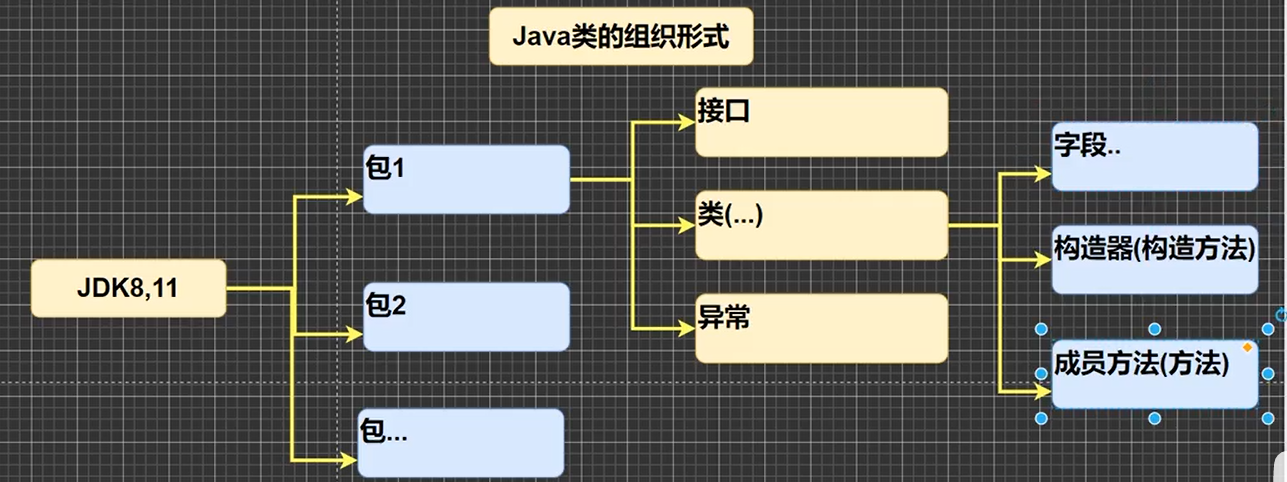 Java类的组织形式
JDK8,11
包1
包2
包...
接口
类(...)
异常
字段..
构造器(构造方法)
成员方法(方法)